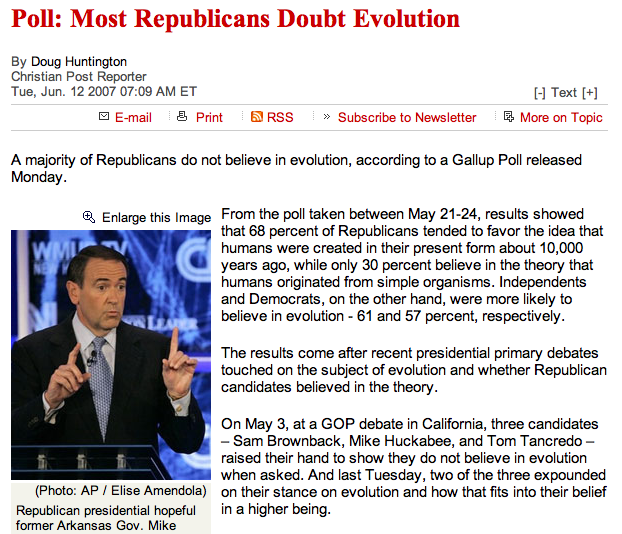 Poll: Most Republicans Doubt Evolution
By Doug Huntington
Christian Post Reporter
Tue, Jun. 12 2007 07:09 AM ET
[-] Text [+]
E-mail
Print
RSS
» Subscribe to Newsletter
More on Topic
A majority of Republicans do not believe in evolution, according to a Gallup Poll released
Monday.
Enlarge this Image
(Photo: AP / Elise Amendola)
Republican presidential hopeful
former Arkansas Gov. Mike
From the poll taken between May 21-24, results showed
that 68 percent of Republicans tended to favor the idea that
humans were created in their present form about 10,000
years ago, while only 30 percent believe in the theory that
humans originated from simple organisms. Independents
and Democrats, on the other hand, were more likely to
believe in evolution - 61 and 57 percent, respectively.
The results come after recent presidential primary debates
touched on the subject of evolution and whether Republican
candidates believed in the theory.
On May 3, at a GOP debate in California, three candidates
– Sam Brownback, Mike Huckabee, and Tom Tancredo –
raised their hand to show they do not believe in evolution
when asked. And last Tuesday, two of the three expounded
on their stance on evolution and how that fits into their belief
in a higher being.